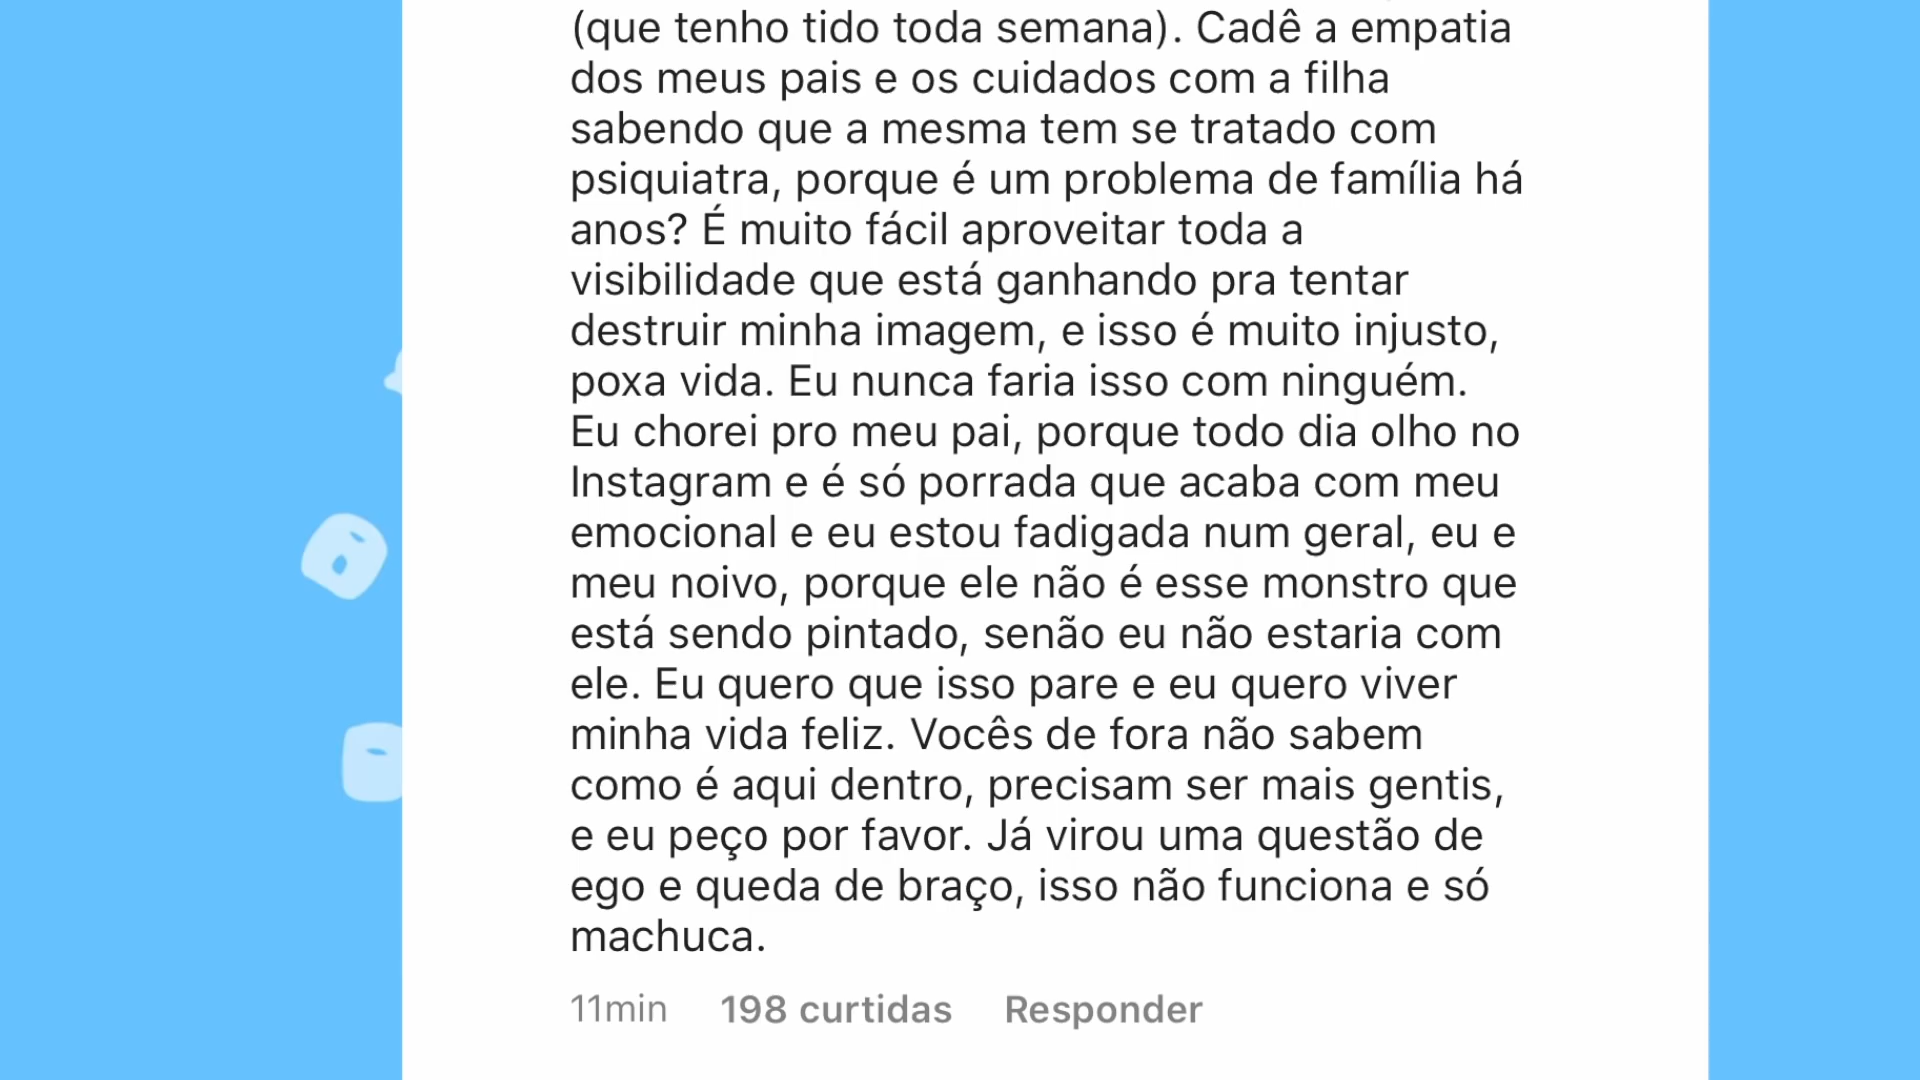 (que tenho tido toda semana). Cadê a empatia
dos meus pais e os cuidados com a filha
sabendo que a mesma tem se tratado com
psiquiatra, porque é um problema de família há
anos? É muito fácil aproveitar toda a
visibilidade que está ganhando pra tentar
destruir minha imagem, e isso é muito injusto,
poxa vida. Eu nunca faria isso com ninguém.
Eu chorei pro meu pai, porque todo dia olho no
Instagram e é só porrada que acaba com meu
emocional e eu estou fadigada num geral, eu e
meu noivo, porque ele não é esse monstro que
está sendo pintado, senão eu não estaria com
ele. Eu quero que isso pare e eu quero viver
minha vida feliz. Vocês de fora não sabem
como é aqui dentro, precisam ser mais gentis,
e eu peço por favor. Já virou uma questão de
ego e queda de braço, isso não funciona e só
machuca.
11min 198 curtidas Responder